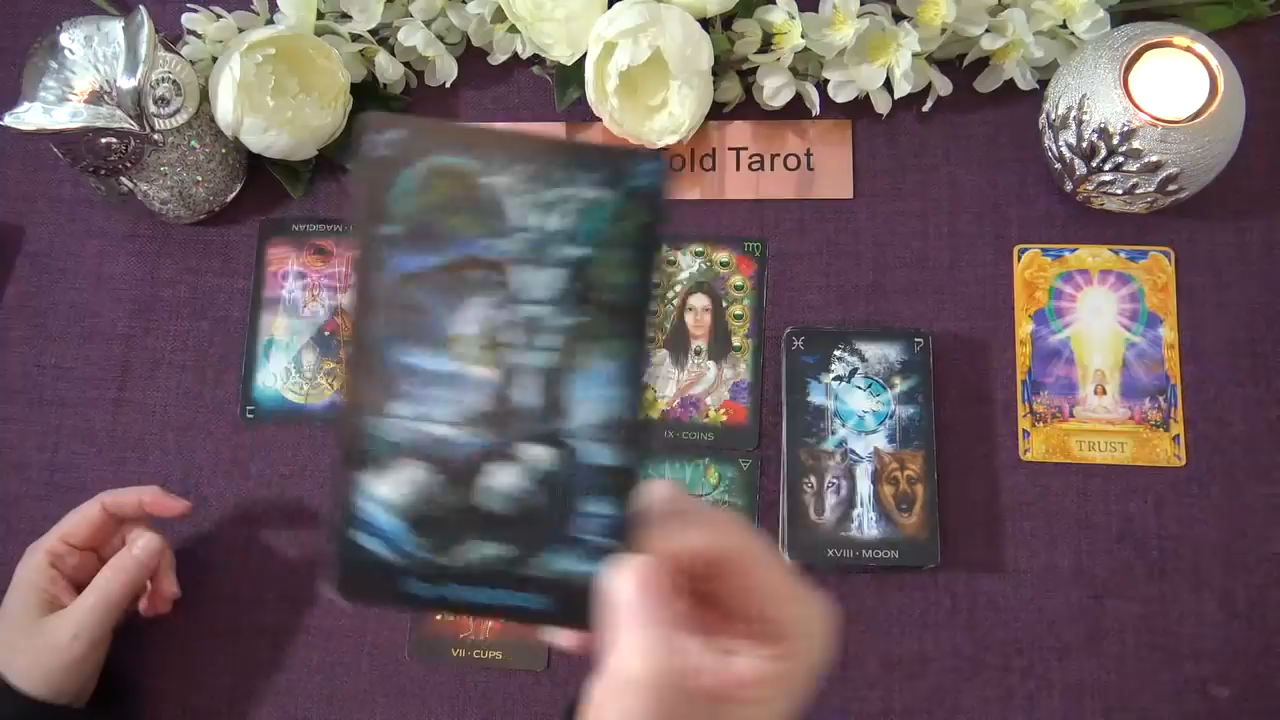 old Tarot
I • MAGICIAN
IX • COINS
TRUST
XVIII • MOON
VII • CUPS